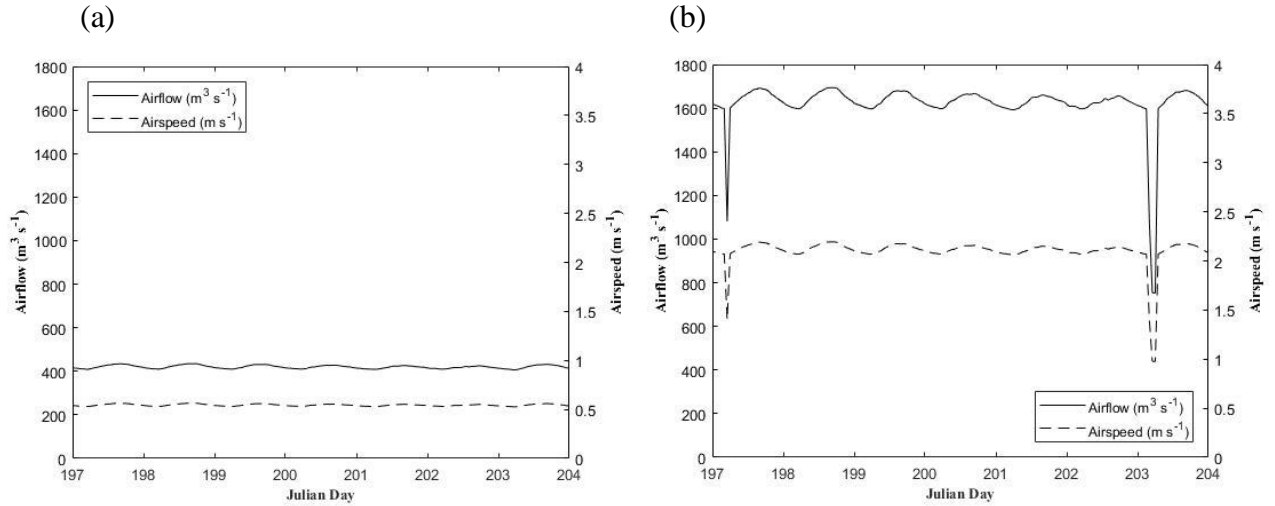 (a)
1800
1600
1400
1200
1000
800
600
400
200
0
Airflow (m³ s⁻¹)
Airflow (m³ s⁻¹)
Airspeed (m s⁻¹)
4
3.5
3
2.5
2
1.5
1
0.5
0
Airspeed (m s⁻¹)
197 198 199 200 201 202 203 204
Julian Day
(b)
1800
1600
1400
1200
1000
800
600
400
200
0
Airflow (m³ s⁻¹)
Airflow (m³ s⁻¹)
Airspeed (m s⁻¹)
4
3.5
3
2.5
2
1.5
1
0.5
0
Airspeed (m s⁻¹)
197 198 199 200 201 202 203 204
Julian Day